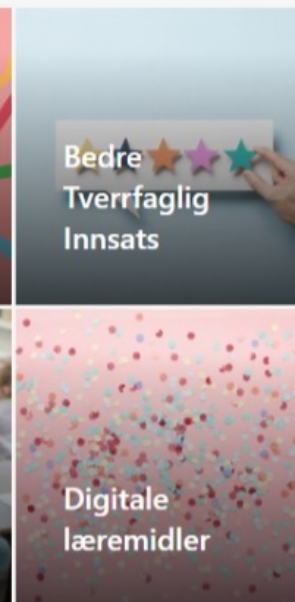 Bedre
Tverrfaglig
Innsats
Digitale
læremidler